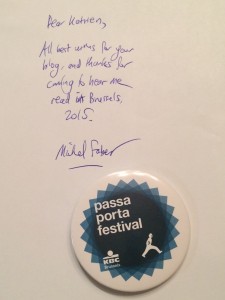 Dear Katrien,
All best wishes for your
blog, and thanks for
coming to hear me
read in Brussels,
2015.
Michel Faber
passa
porta
festival
KBC
Brussels